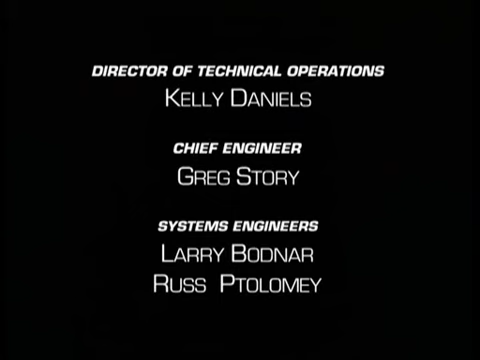 DIRECTOR OF TECHNICAL OPERATIONS
KELLY DANIELS
CHIEF ENGINEER
GREG STORY
SYSTEMS ENGINEERS
LARRY BODNAR
RUSS PTOLOMEY